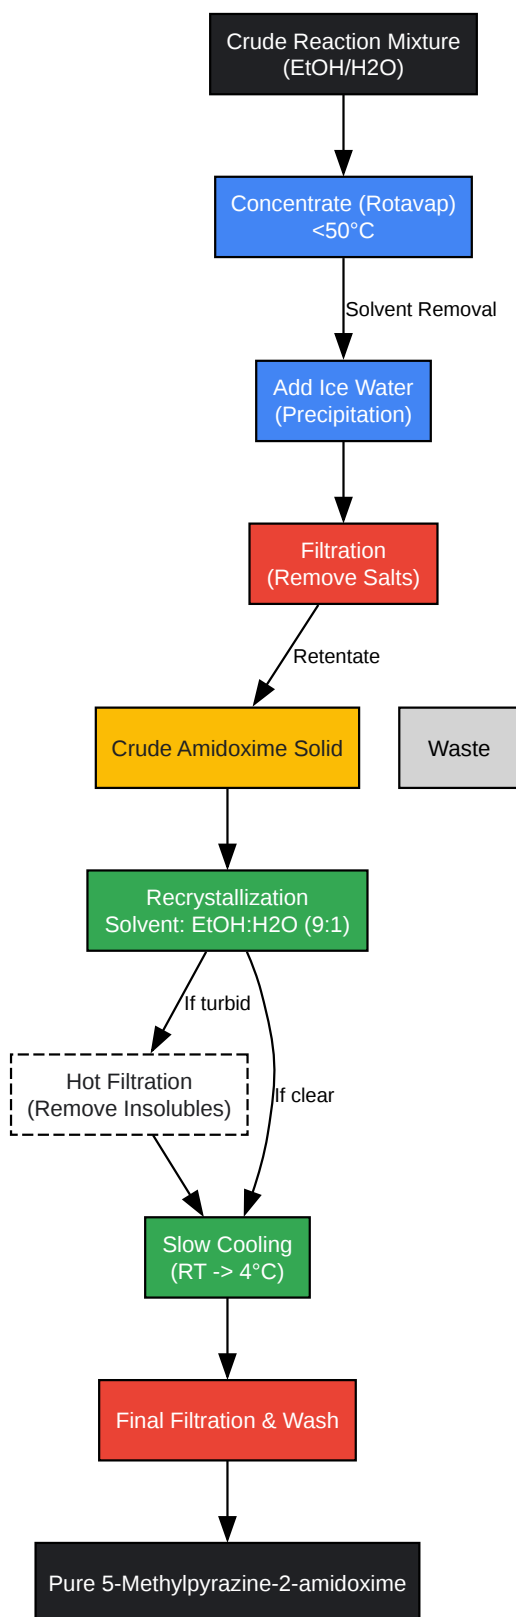 Crude Reaction Mixture
(EtOH/H2O)
Concentrate (Rotavap)
<50°C
Solvent Removal
Add Ice Water
(Precipitation)
Filtration
(Remove Salts)
Retentate
Crude Amidoxime Solid
Waste
Recrystallization
Solvent: EtOH:H2O (9:1)
If turbid
Hot Filtration
(Remove Insolubles)
If clear
Slow Cooling
(RT -> 4°C)
Final Filtration & Wash
Pure 5-Methylpyrazine-2-amidoxime